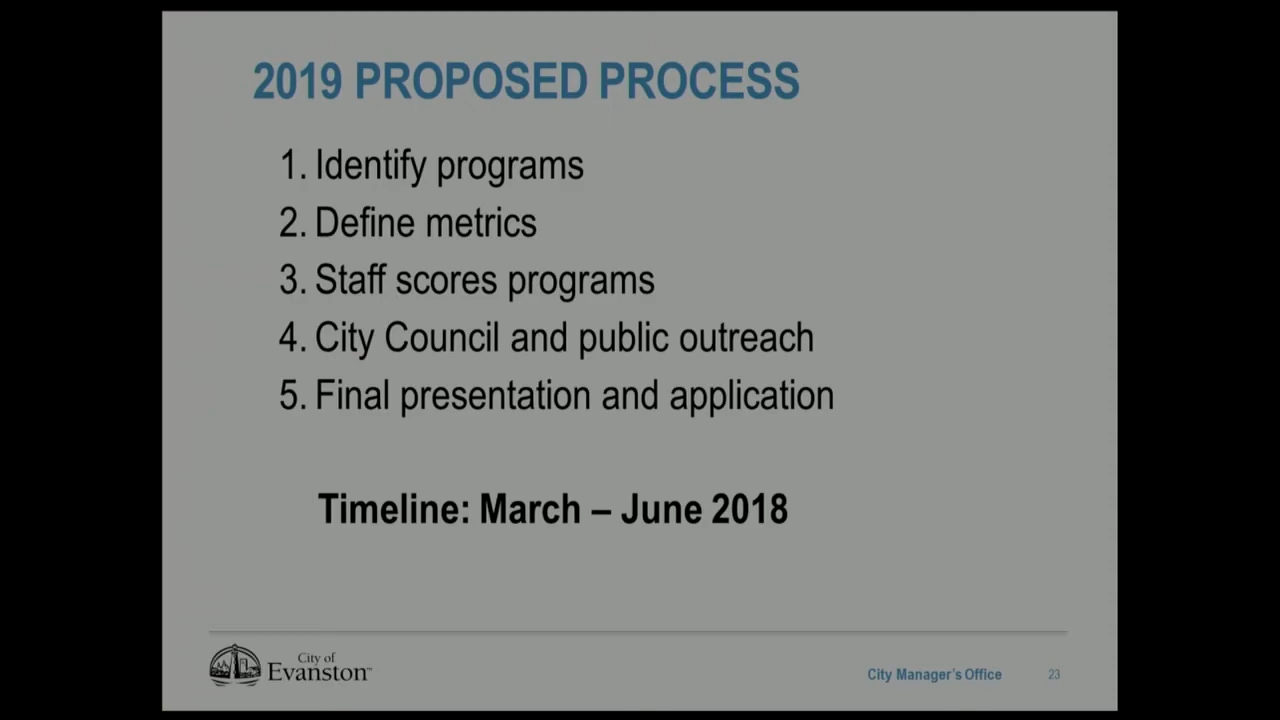 2019 PROPOSED PROCESS
1. Identify programs
2. Define metrics
3. Staff scores programs
4. City Council and public outreach
5. Final presentation and application
Timeline: March – June 2018
City of
Evanston™
City Manager's Office 23